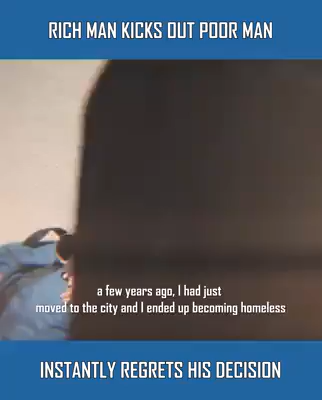 RICH MAN KICKS OUT POOR MAN
a few years ago, I had just
moved to the city and I ended up becoming homeless
INSTANTLY REGRETS HIS DECISION